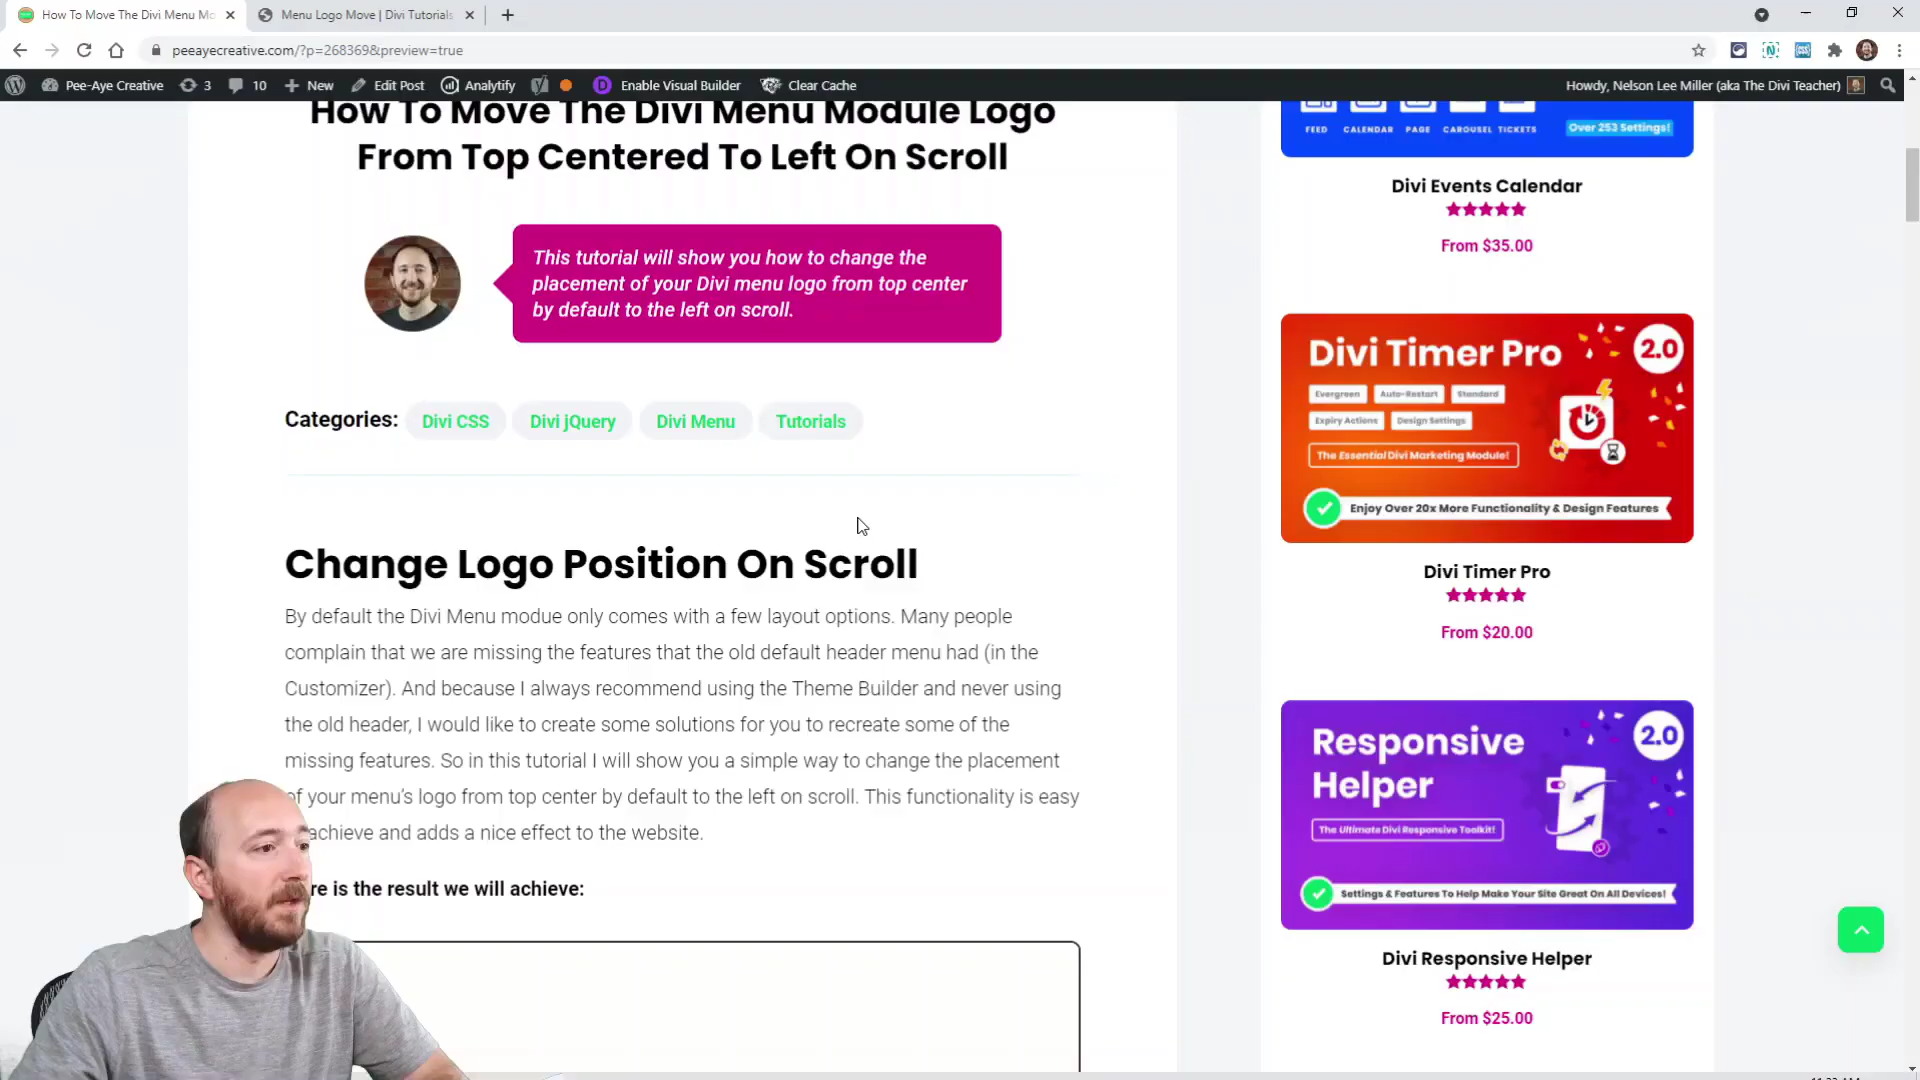 How To Move The Divi Menu Mo
Menu Logo Move | Divi Tutorials
peeayecreative.com/?p=268369&preview=true
Pee-Aye Creative
3
10
New
Edit Post
Analytify
Enable Visual Builder
Clear Cache
Howdy, Nelson Lee Miller (aka The Divi Teacher)
How To Move The Divi Menu Module Logo
From Top Centered To Left On Scroll
This tutorial will show you how to change the
placement of your Divi menu logo from top center
by default to the left on scroll.
Categories: Divi CSS Divi jQuery Divi Menu Tutorials
Change Logo Position On Scroll
By default the Divi Menu modue only comes with a few layout options. Many people
complain that we are missing the features that the old default header menu had (in the
Customizer). And because I always recommend using the Theme Builder and never using
the old header, I would like to create some solutions for you to recreate some of the
missing features. So in this tutorial I will show you a simple way to change the placement
of your menu's logo from top center by default to the left on scroll. This functionality is easy
achieve and adds a nice effect to the website.
re is the result we will achieve:
FEED CALENDAR PAGE CAROUSEL TICKETS Over 253 Settings!
Divi Events Calendar
From $35.00
Divi Timer Pro 2.0
Evergreen Auto-Restart Standard
Expiry Actions Design Settings
The Essential Divi Marketing Module!
Enjoy Over 20x More Functionality & Design Features
Divi Timer Pro
From $20.00
Responsive 2.0
Helper
The Ultimate Divi Responsive Toolkit!
Settings & Features To Help Make Your Site Great On All Devices!
Divi Responsive Helper
From $25.00